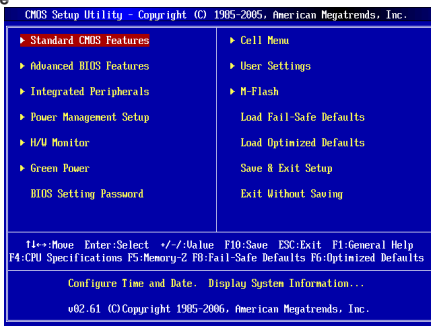 CMOS Setup Utility - Copyright (C) 1985-2005, American Megatrends, Inc.
▶ Standard CMOS Features
▶ Advanced BIOS Features
▶ Integrated Peripherals
▶ Power Management Setup
▶ H/W Monitor
▶ Green Power
BIOS Setting Password
▶ Cell Menu
▶ User Settings
▶ M-Flash
Load Fail-Safe Defaults
Load Optimized Defaults
Save & Exit Setup
Exit Without Saving
↑↓←→:Move Enter:Select +/-/:Value F10:Save ESC:Exit F1:General Help
F4:CPU Specifications F5:Memory-Z F8:Fail-Safe Defaults F6:Optimized Defaults
Configure Time and Date. Display System Information...
v02.61 (C)Copyright 1985-2006, American Megatrends, Inc.